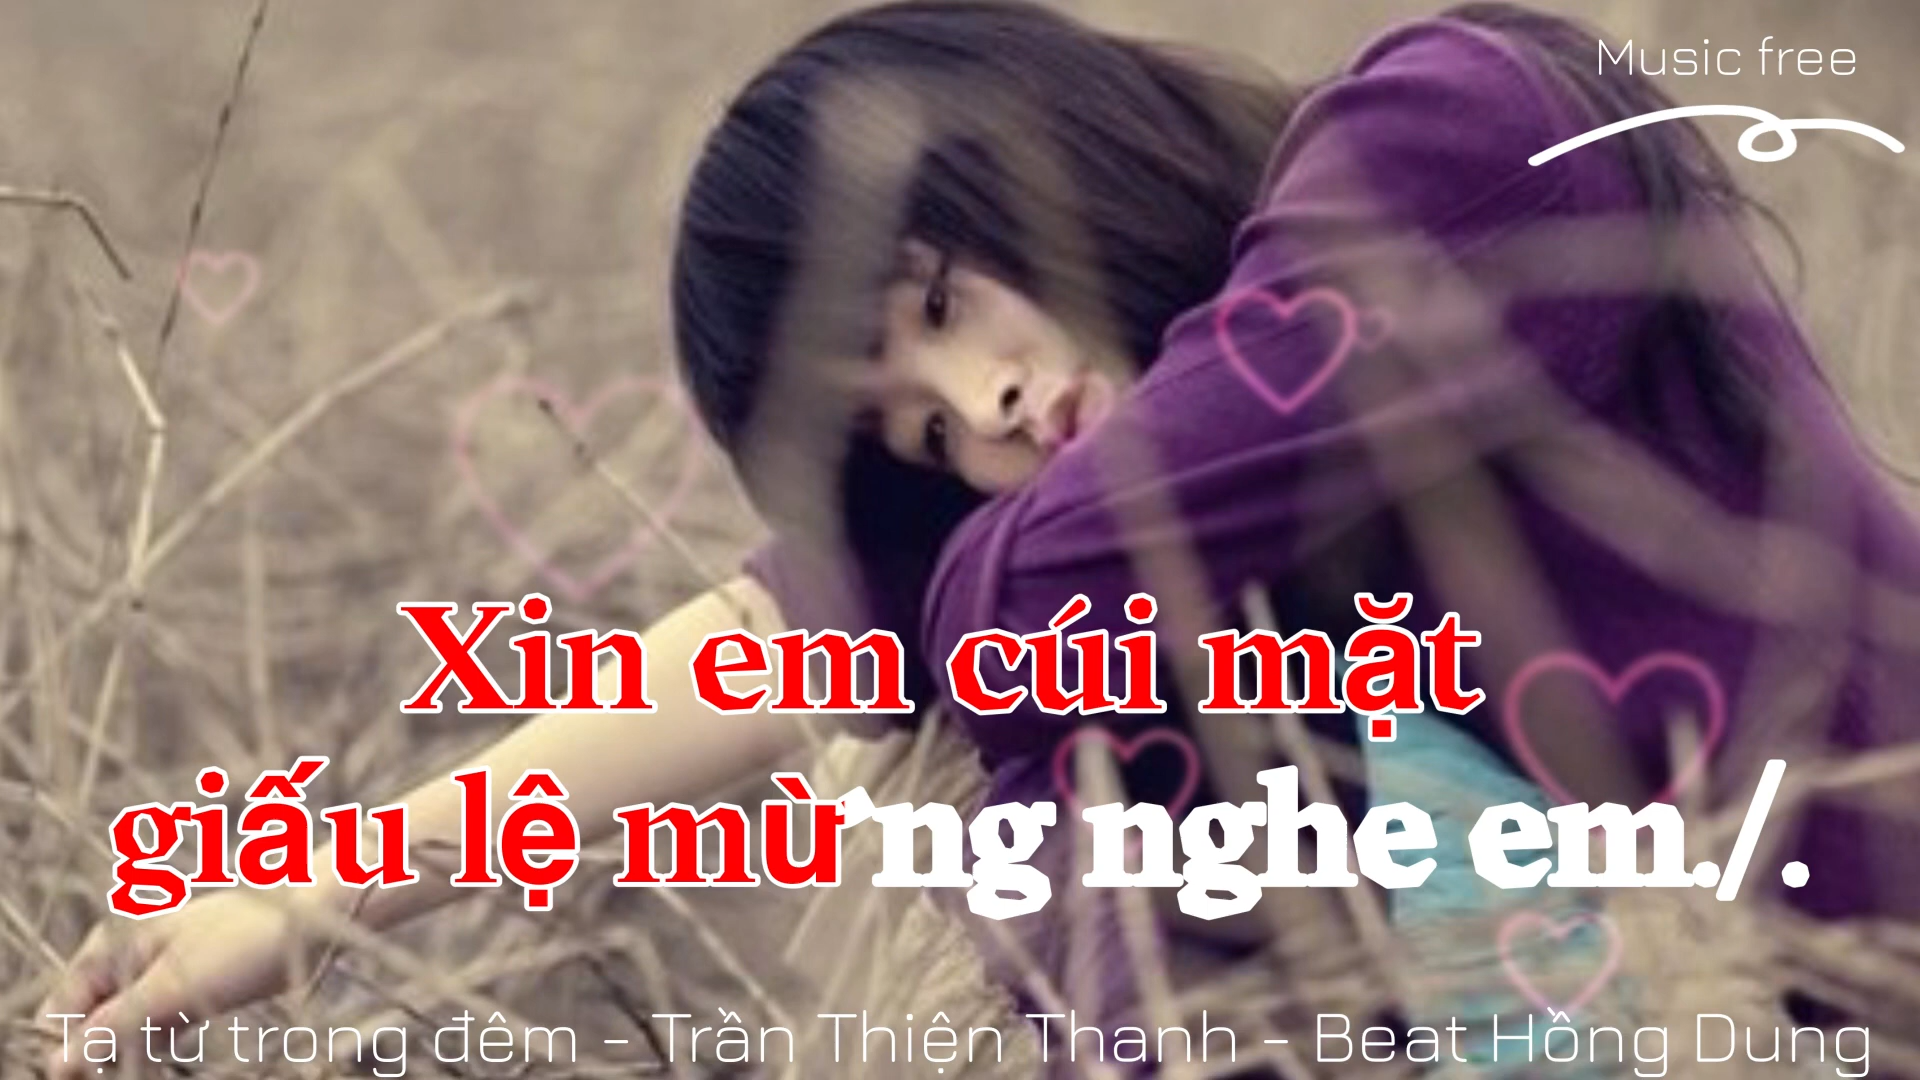 Music free
Xin em cúi mặt
giấu lệ mừng nghe em./.
Tạ từ trong đêm - Trần Thiện Thanh - Beat Hồng Dung